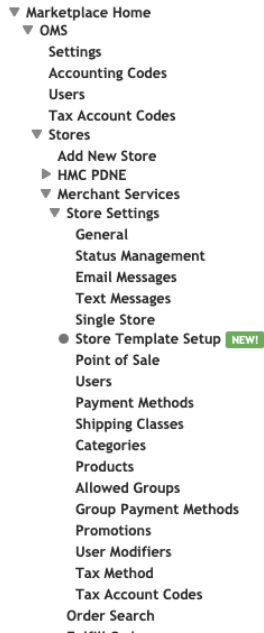 Marketplace Home
OMS
Settings
Accounting Codes
Users
Tax Account Codes
Stores
Add New Store
HMC PDNE
Merchant Services
Store Settings
General
Status Management
Email Messages
Text Messages
Single Store
Store Template Setup NEW!
Point of Sale
Users
Payment Methods
Shipping Classes
Categories
Products
Allowed Groups
Group Payment Methods
Promotions
User Modifiers
Tax Method
Tax Account Codes
Order Search